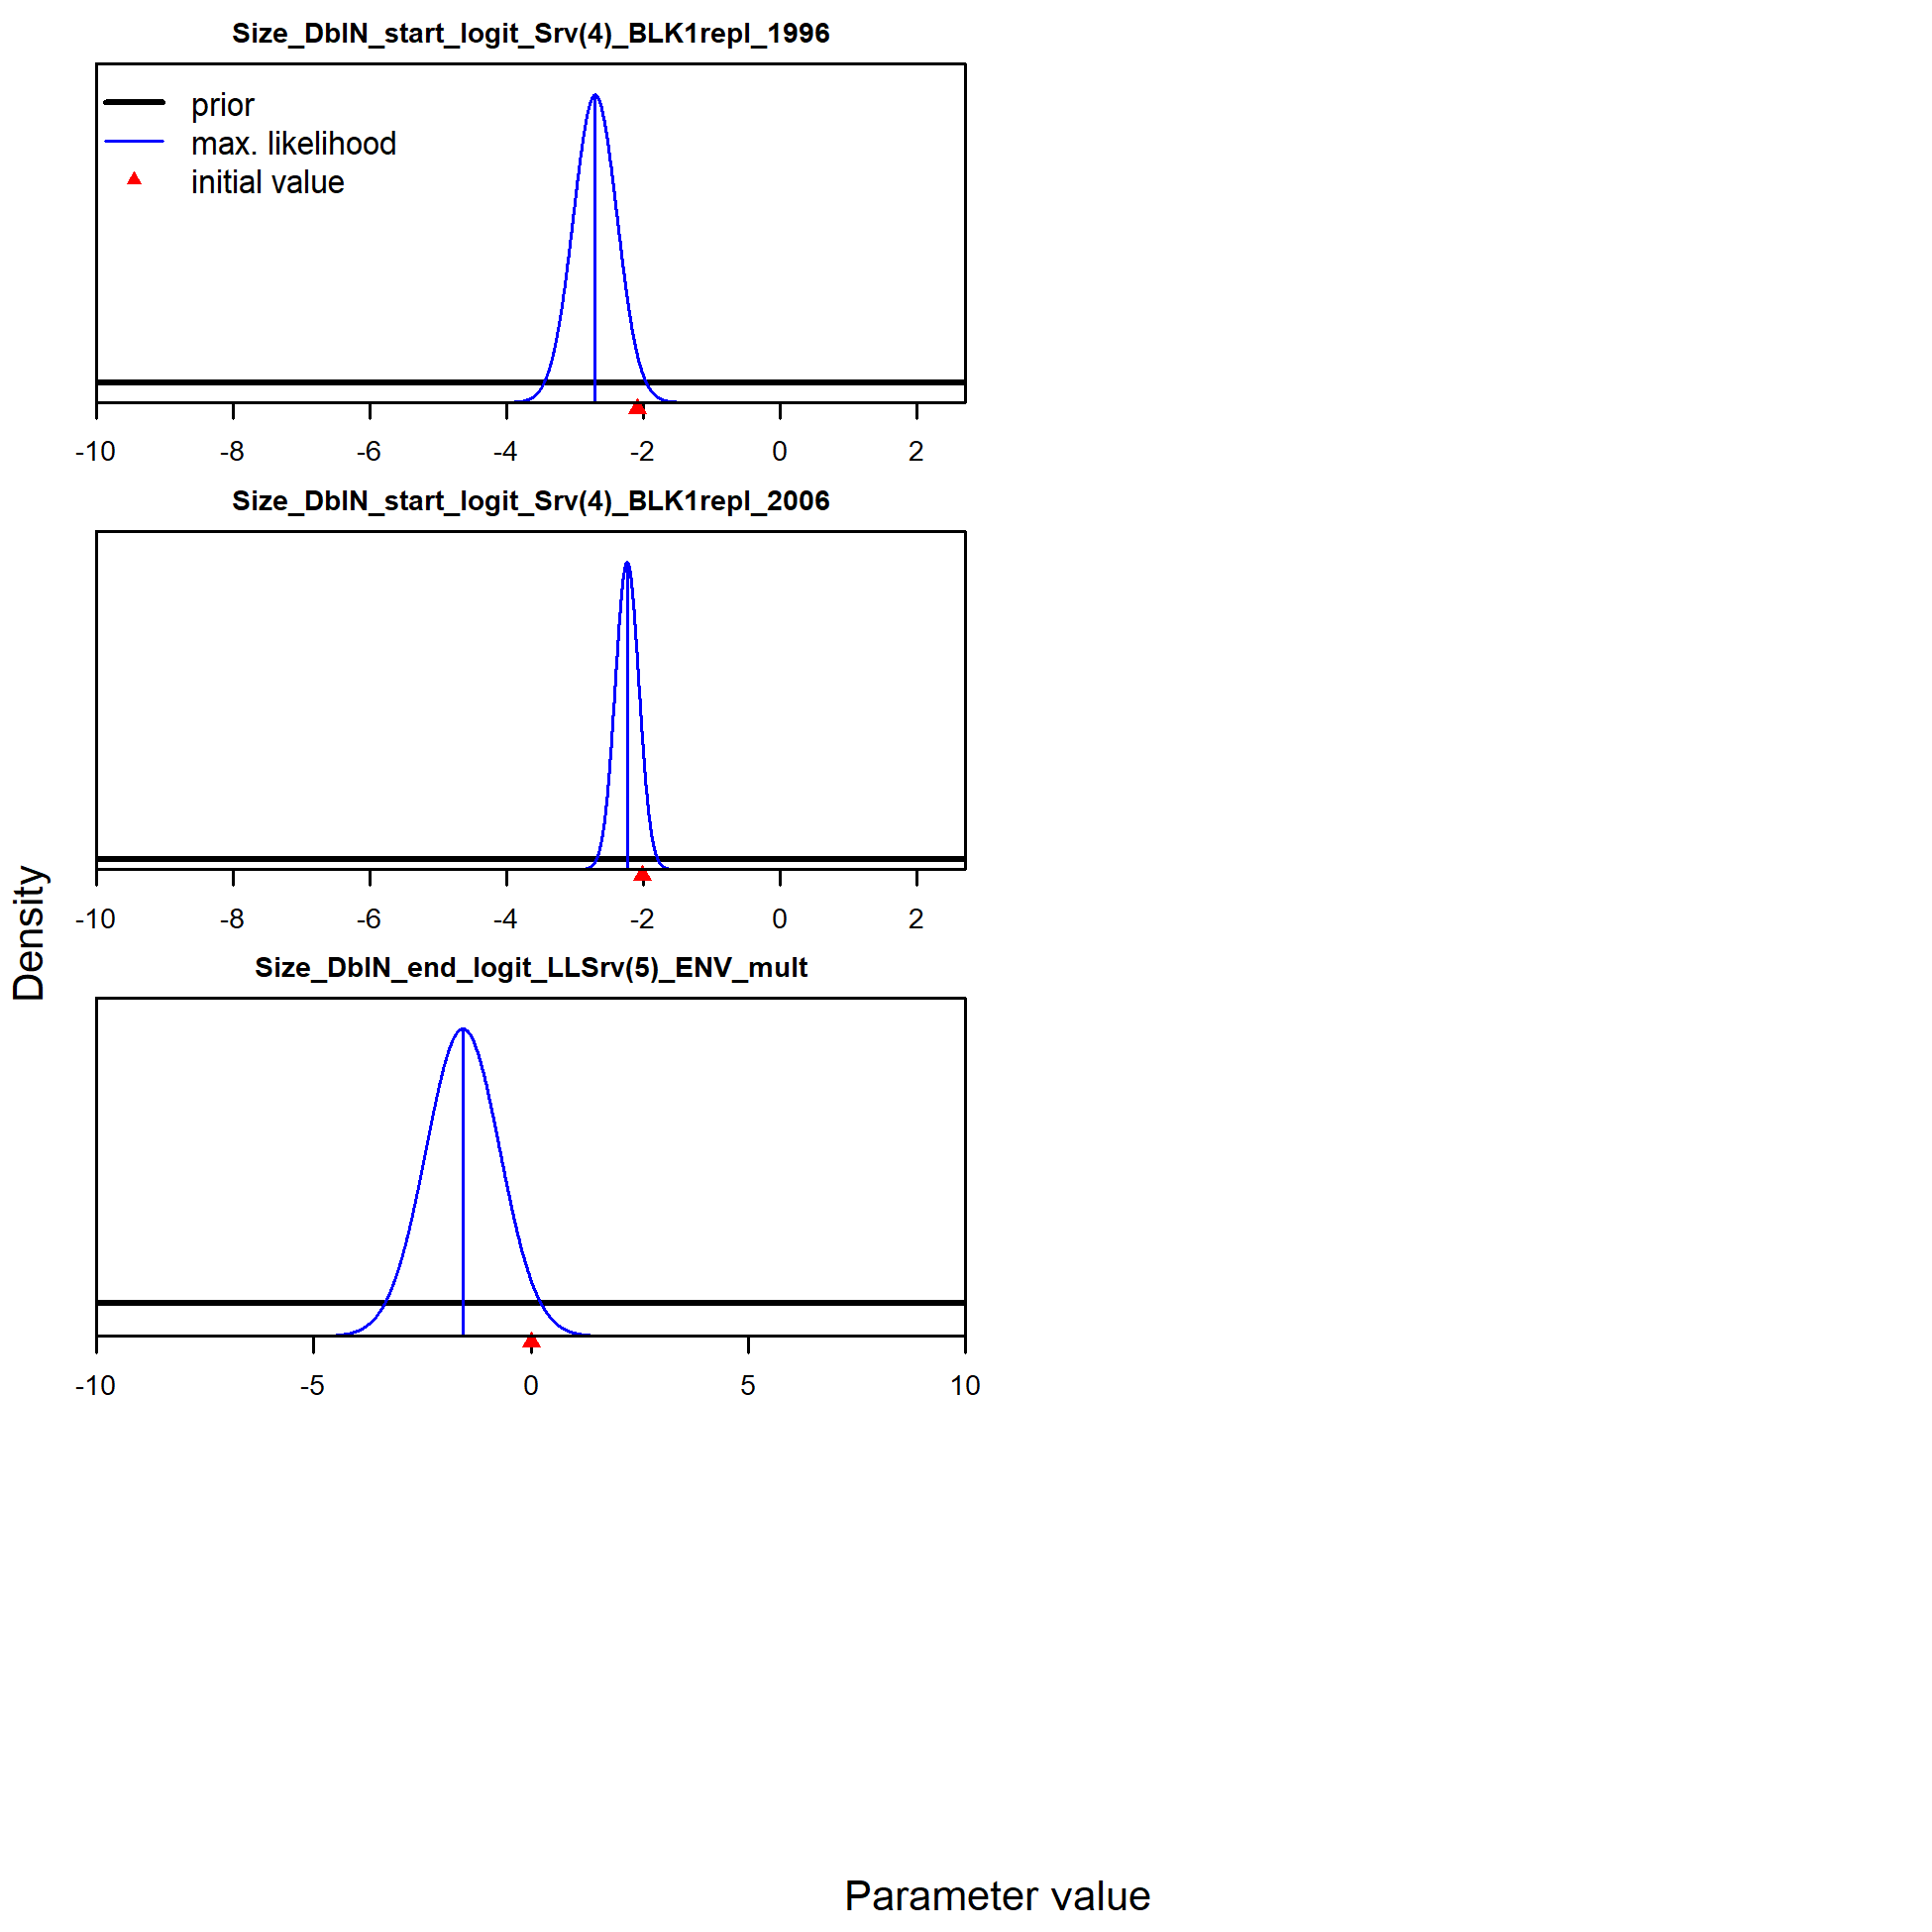 Size_DblN_start_logit_Srv(4)_BLK1repl_1996
prior
max. likelihood
initial value
-10 -8 -6 -4 -2 0 2
Size_DblN_start_logit_Srv(4)_BLK1repl_2006
-10 -8 -6 -4 -2 0 2
Size_DblN_end_logit_LLSrv(5)_ENV_mult
-10 -5 0 5 10
Density
Parameter value